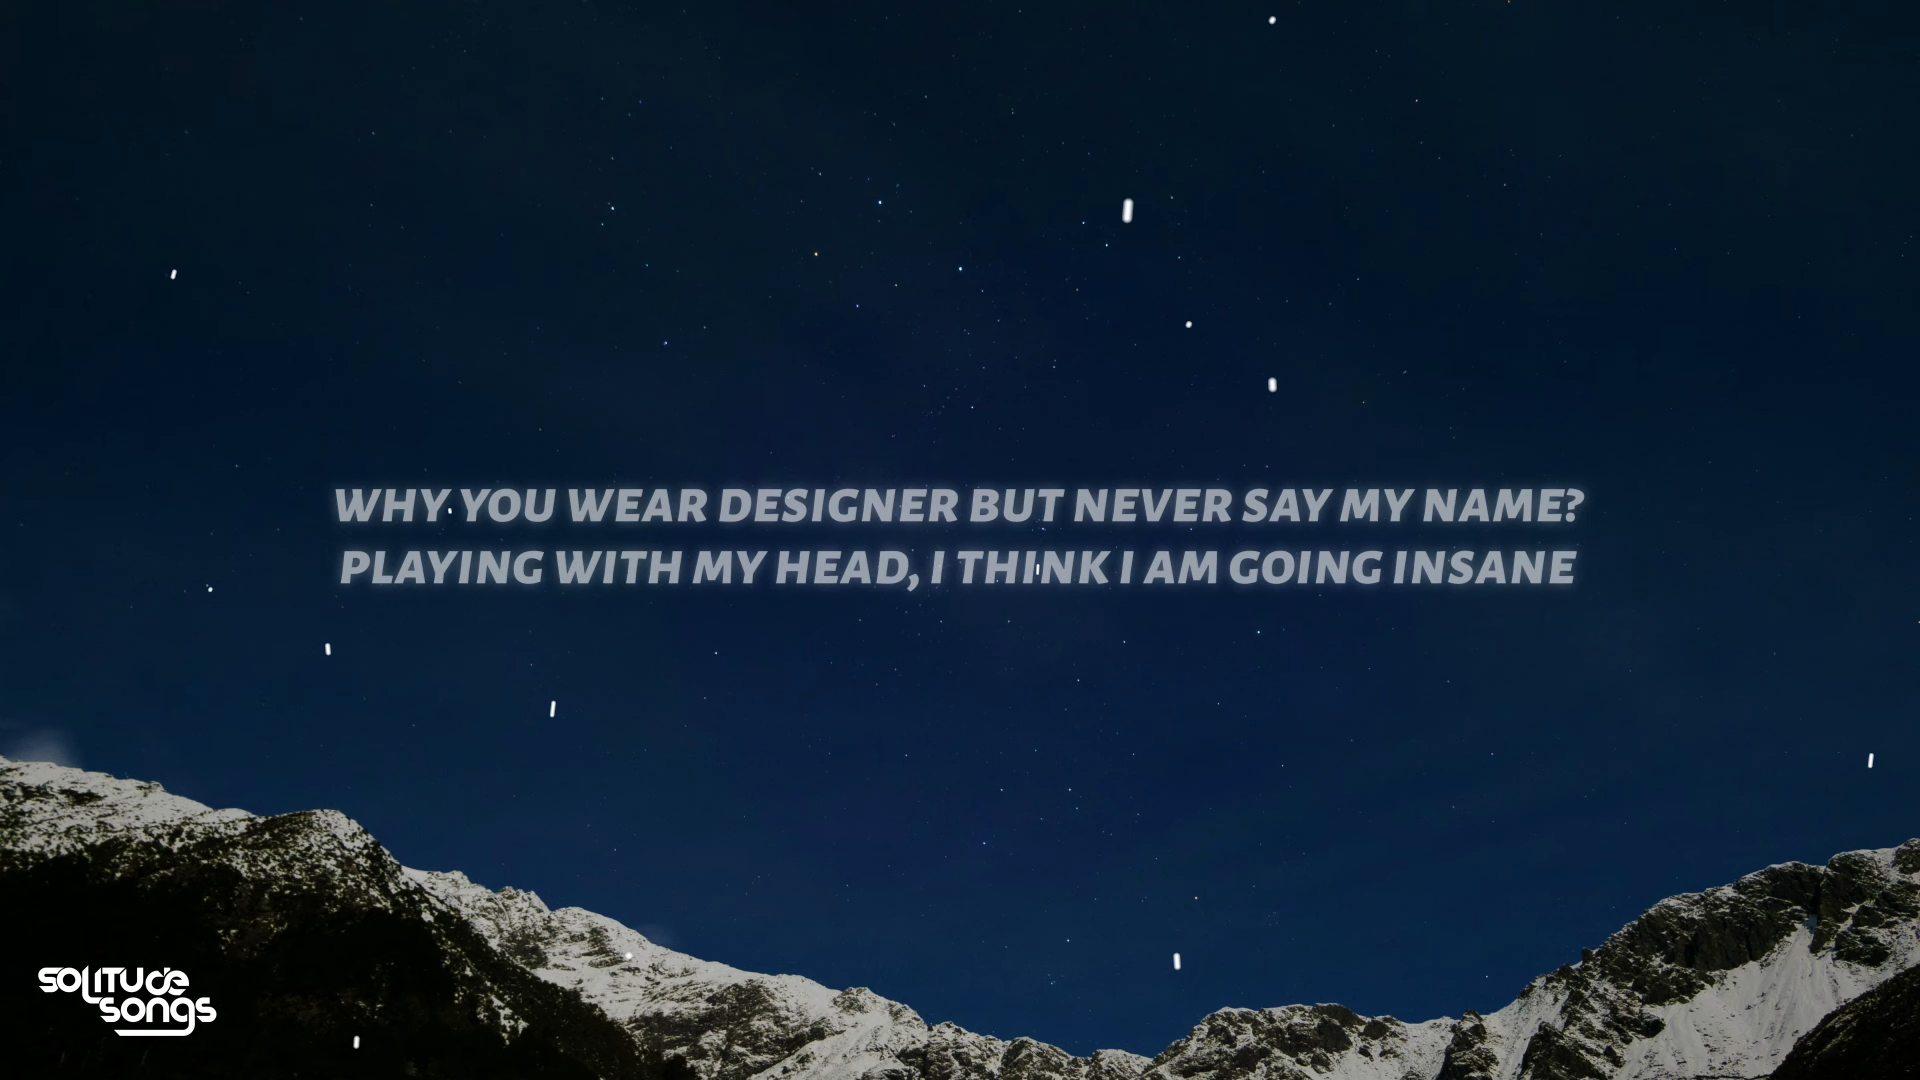 WHY YOU WEAR DESIGNER BUT NEVER SAY MY NAME?
PLAYING WITH MY HEAD, I THINK I AM GOING INSANE
SOLITUDE
SONGS